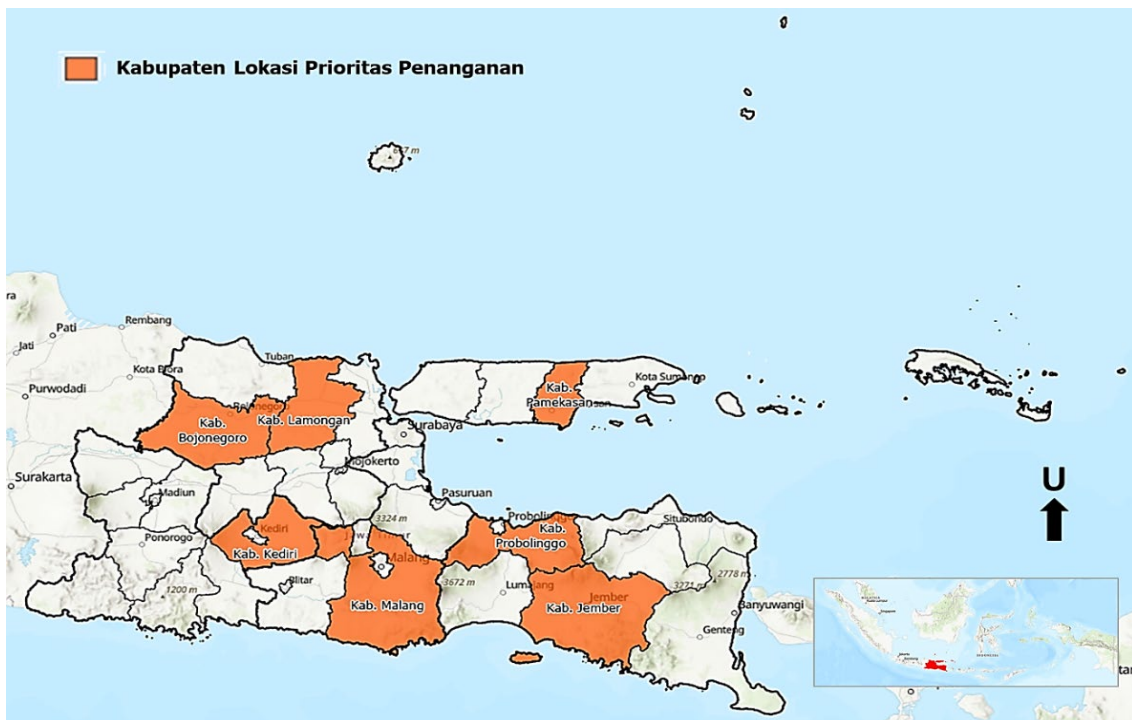 Kabupaten Lokasi Prioritas Penanganan
Rembang
Pati
Jati
Kota Blora
Purwodadi
Tuban
Kab.
Bojonegoro
Kab. Lamongan
Surabaya
Kab.
Pamekasan
Surakarta
Madiun
Mojokerto
Pasuruan
Ponorogo
Kediri
Kab. Kediri
3324 m
Malang
Kab. Malang
Blitar
1200 m
Probolinggo
Kab.
Probolinggo
Situbondo
3672 m
Lumajang
Jember
Kab. Jember
3271 m
2778 m
Banyuwangi
Genteng
U